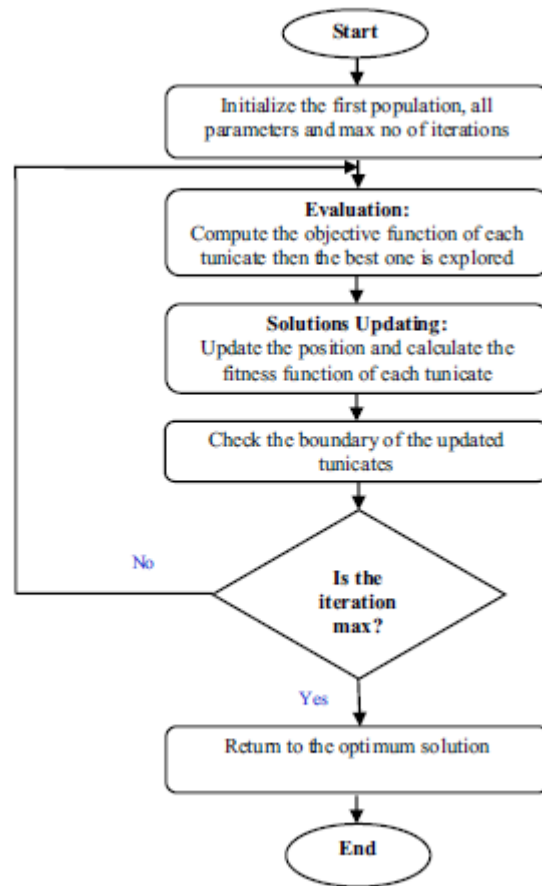 Start
Initialize the first population, all
parameters and max no of iterations
Evaluation:
Compute the objective function of each
tunicate then the best one is explored
Solutions Updating:
Update the position and calculate the
fitness function of each tunicate
Check the boundary of the updated
tunicates
No
Is the
iteration
max?
Yes
Return to the optimum solution
End